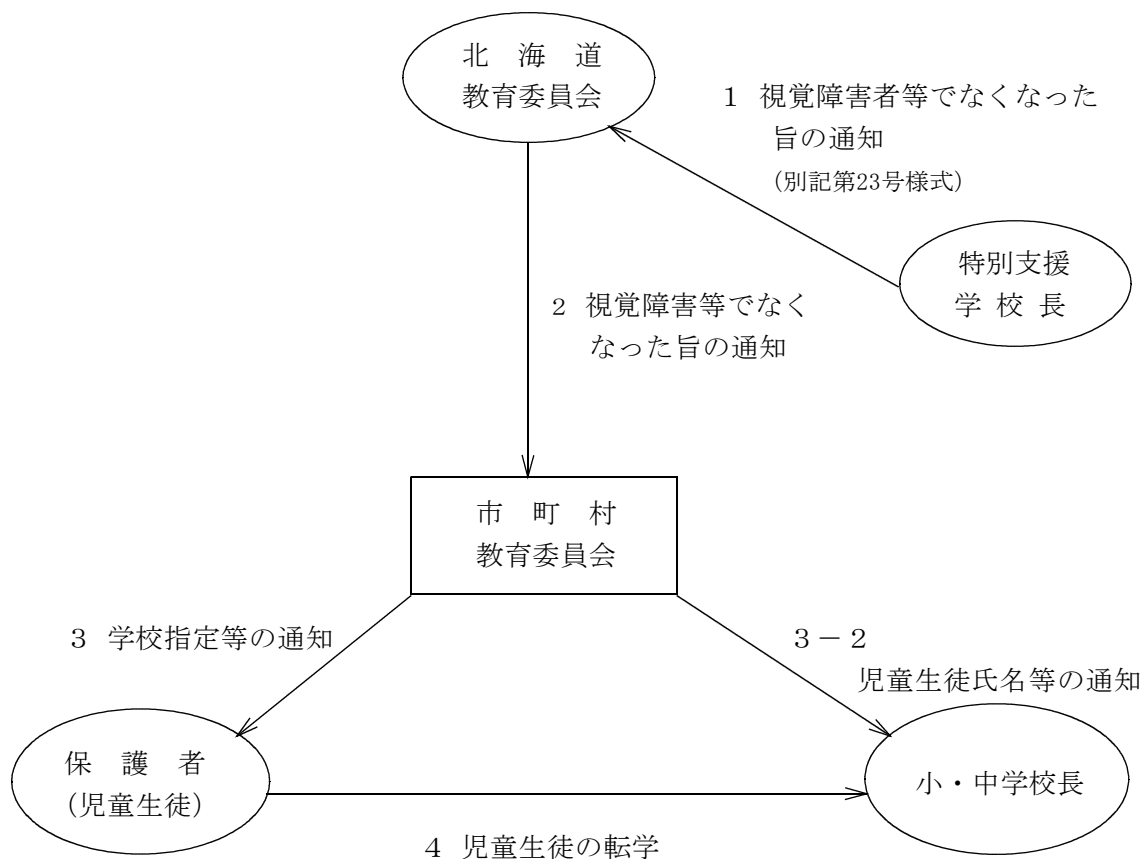 北　海　道
教育委員会
１ 視覚障害者等でなくなった
旨の通知
(別記第23号様式)
特別支援
学 校 長
２ 視覚障害等でなく
なった旨の通知
市　町　村
教育委員会
３ 学校指定等の通知
３－２
児童生徒氏名等の通知
保　護　者
(児童生徒)
小・中学校長
４ 児童生徒の転学